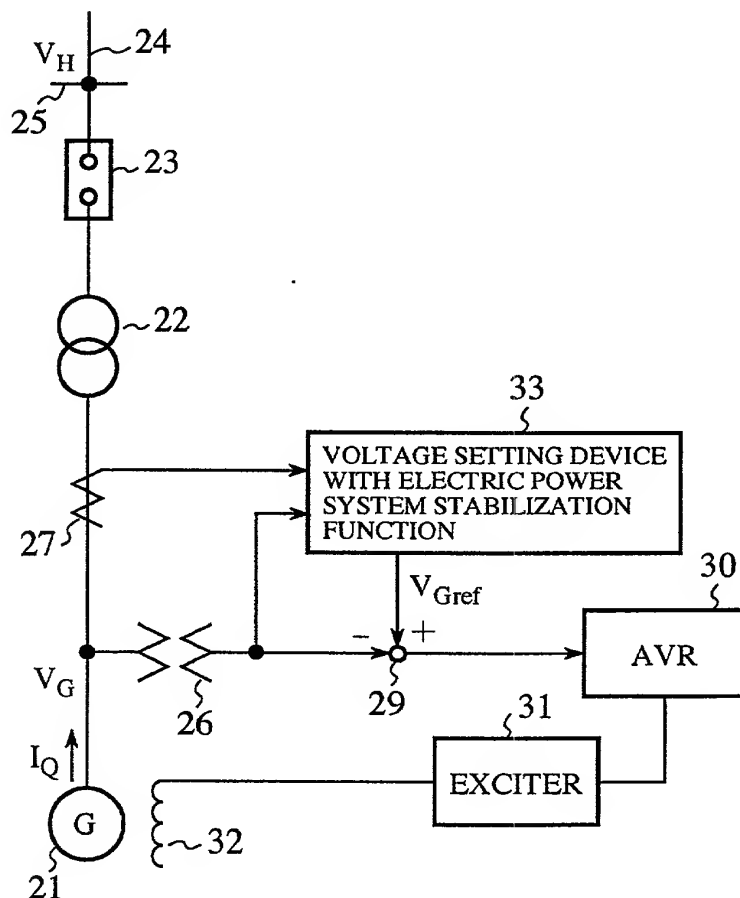 24
V_H
25
23
22
33
VOLTAGE SETTING DEVICE
WITH ELECTRIC POWER
SYSTEM STABILIZATION
FUNCTION
27
V_Gref
30
- +
AVR
V_G
26
29
31
I_Q
EXCITER
G
32
21